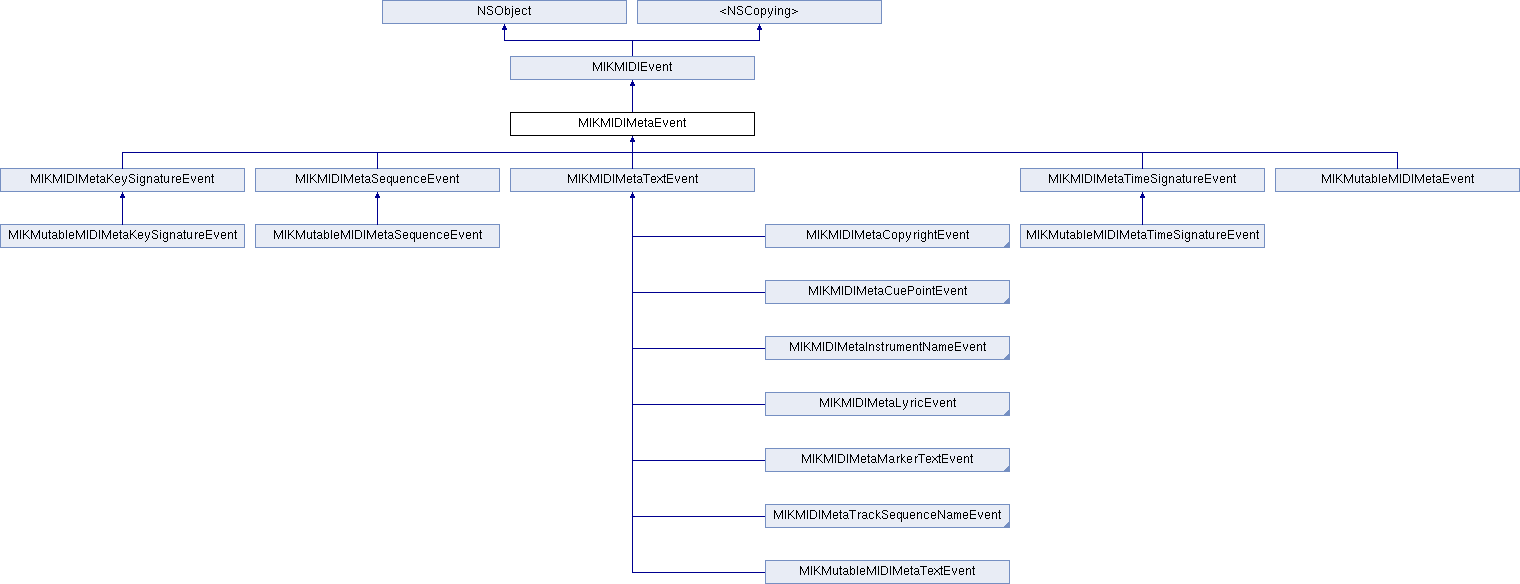 NSObject
<NSCopying>
MIKMIDIEvent
MIKMIDIMetaEvent
MIKMIDIMetaKeySignatureEvent
MIKMIDIMetaSequenceEvent
MIKMIDIMetaTextEvent
MIKMIDIMetaTimeSignatureEvent
MIKMutableMIDIMetaEvent
MIKMutableMIDIMetaKeySignatureEvent
MIKMutableMIDIMetaSequenceEvent
MIKMIDIMetaCopyrightEvent
MIKMutableMIDIMetaTimeSignatureEvent
MIKMIDIMetaCuePointEvent
MIKMIDIMetaInstrumentNameEvent
MIKMIDIMetaLyricEvent
MIKMIDIMetaMarkerTextEvent
MIKMIDIMetaTrackSequenceNameEvent
MIKMutableMIDIMetaTextEvent